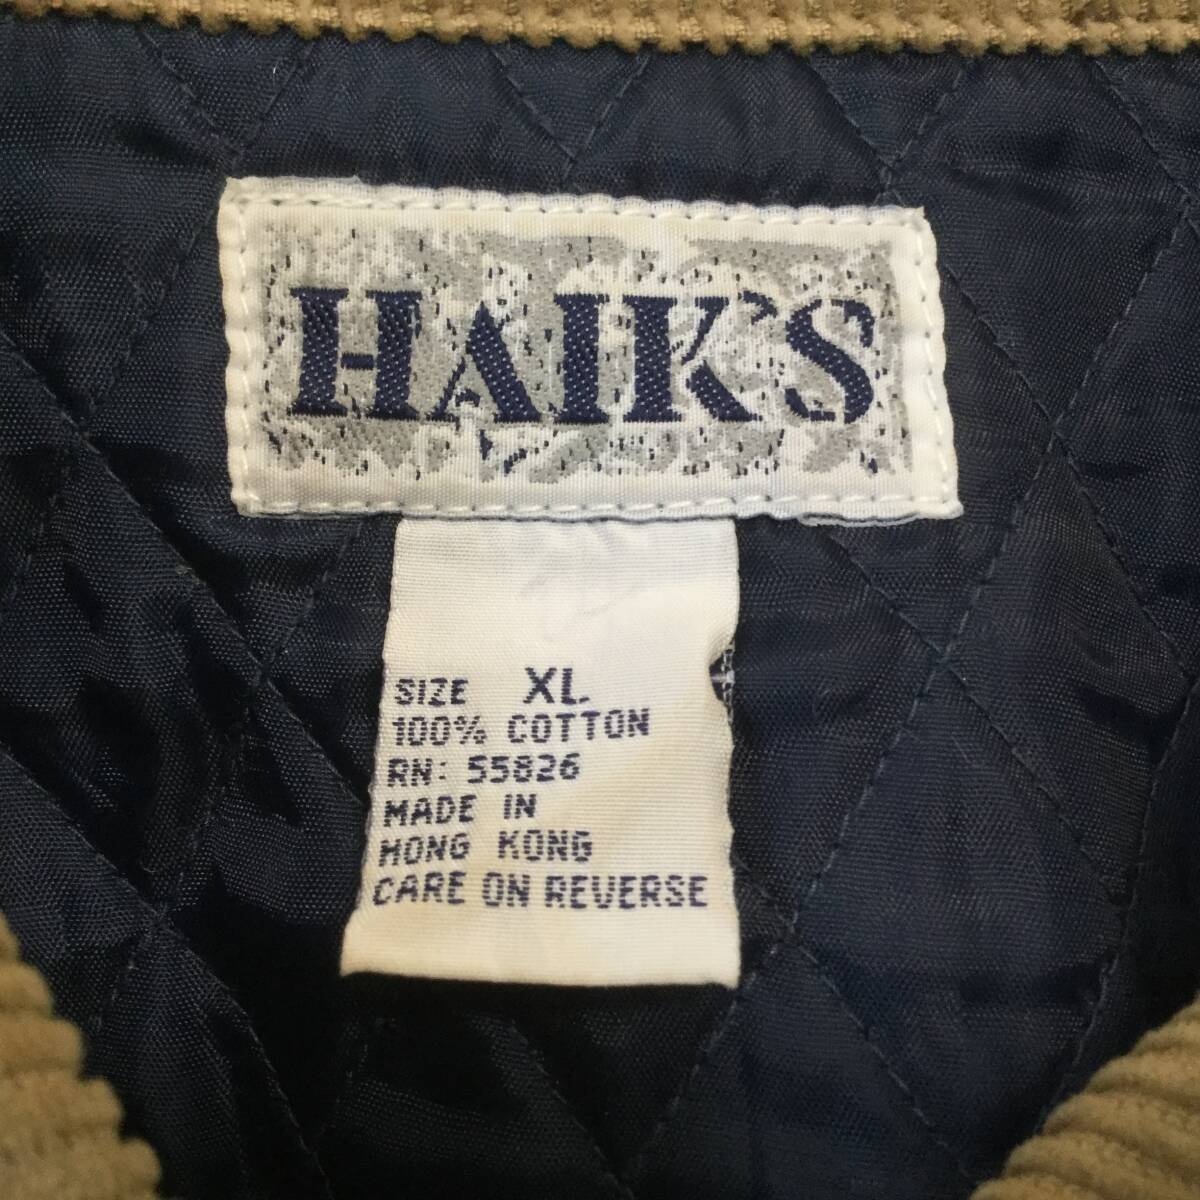 HAIK'S
SIZE XL
100% COTTON
RN: 55826
MADE IN
HONG KONG
CARE ON REVERSE